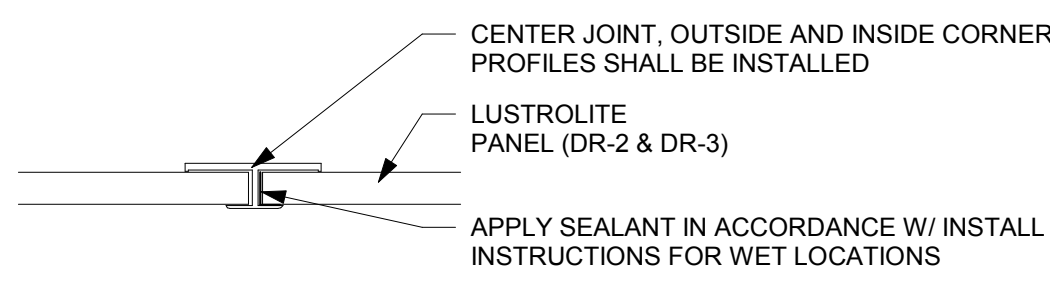 CENTER JOINT, OUTSIDE AND INSIDE CORNER
PROFILES SHALL BE INSTALLED
LUSTROLITE
PANEL (DR-2 & DR-3)
APPLY SEALANT IN ACCORDANCE W/ INSTALL
INSTRUCTIONS FOR WET LOCATIONS